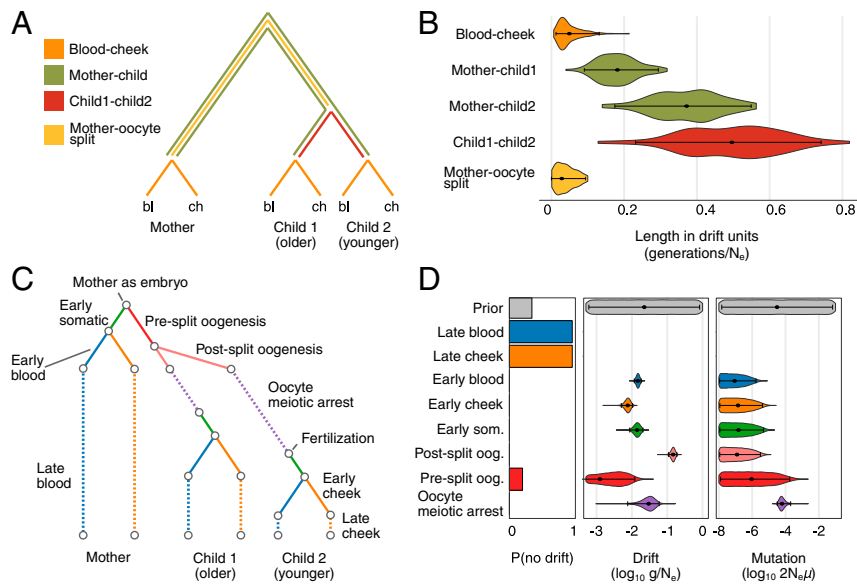 A
Blood-cheek
Mother-child
Child1-child2
Mother-oocyte
split
bl
ch
bl
ch
bl
ch
Mother
Child 1
(older)
Child 2
(younger)
B
Blood-cheek
Mother-child1
Mother-child2
Child1-child2
Mother-oocyte
split
0
0.2
0.4
0.6
0.8
Length in drift units
(generations/Ne)
C
Mother as embryo
Early
somatic
Pre-split oogenesis
Post-split oogenesis
Early
blood
Oocyte
meiotic arrest
Fertilization
Late
blood
Early
cheek
Late
cheek
Mother
Child 1
(older)
Child 2
(younger)
D
Prior
Late blood
Late cheek
Early blood
Early cheek
Early som.
Post-split oog.
Pre-split oog.
Oocyte
meiotic arrest
0
1
P(no drift)
-3
-2
-1
0
Drift
(log10 g/Ne)
-8
-6
-4
-2
Mutation
(log10 2Neμ)